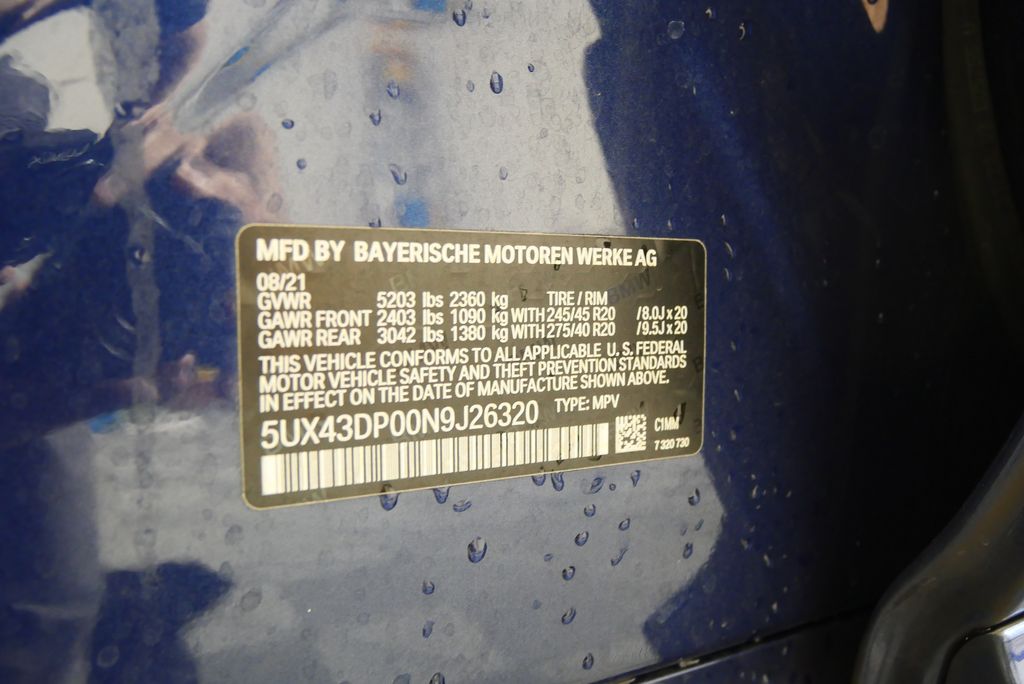 MFD BY BAYERISCHE MOTOREN WERKE AG
08/21
GVWR 5203 lbs 2360 kg TIRE / RIM
GAWR FRONT 2403 lbs 1090 kg WITH 245/45 R20 /8.0J x 20
GAWR REAR 3042 lbs 1380 kg WITH 275/40 R20 /9.5J x 20
THIS VEHICLE CONFORMS TO ALL APPLICABLE U. S. FEDERAL
MOTOR VEHICLE SAFETY AND THEFT PREVENTION STANDARDS
IN EFFECT ON THE DATE OF MANUFACTURE SHOWN ABOVE.
5UX43DP00N9J26320 TYPE: MPV
C1MM
7 320 730